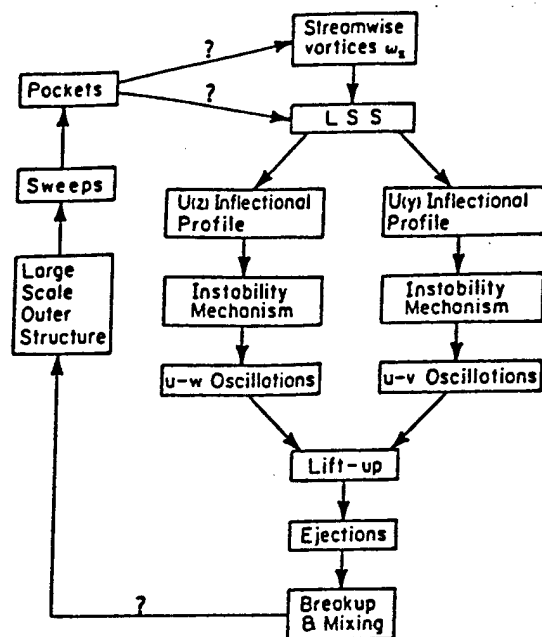 Streamwise
vortices ωx
?
Pockets
?
L S S
Sweeps
U(z) Inflectional
Profile
U(y) Inflectional
Profile
Large
Scale
Outer
Structure
Instability
Mechanism
Instability
Mechanism
u-w Oscillations
u-v Oscillations
Lift-up
Ejections
?
Breakup
& Mixing